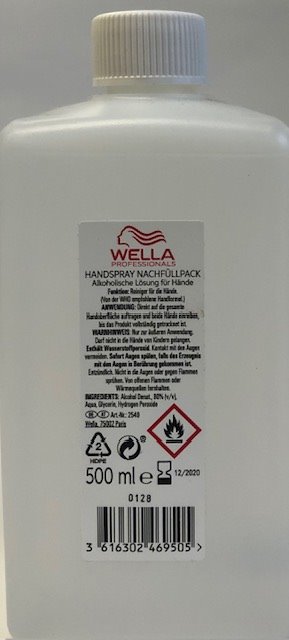 WELLA
PROFESSIONALS
HANDSPRAY NACHFÜLLPACK
Alkoholische Lösung für Hände
Funktion: Reiniger für die Hände.
(Von der WHO empfohlene Handformel.)
ANWENDUNG: Direkt auf die gesamte
Handoberfläche auftragen und beide Hände einreiben,
bis das Produkt vollständig getrocknet ist.
WARNHINWEIS: Nur zur äußeren Anwendung.
Darf nicht in die Hände von Kindern gelangen.
Enthält Wasserstoffperoxid. Kontakt mit den Augen
vermeiden. Sofort Augen spülen, falls das Erzeugnis
mit den Augen in Berührung gekommen ist.
Entzündlich. Nicht in die Augen oder gegen Flammen
sprühen. Von offenen Flammen oder
Wärmequellen fernhalten.
INGREDIENTS: Alcohol Denat., 80% (v/v),
Aqua, Glycerin, Hydrogen Peroxide
DE AT Art.-Nr.: 2549
Wella, 75002 Paris
2
HDPE
500 ml e 12/2020
0128
3 616302 469505 >